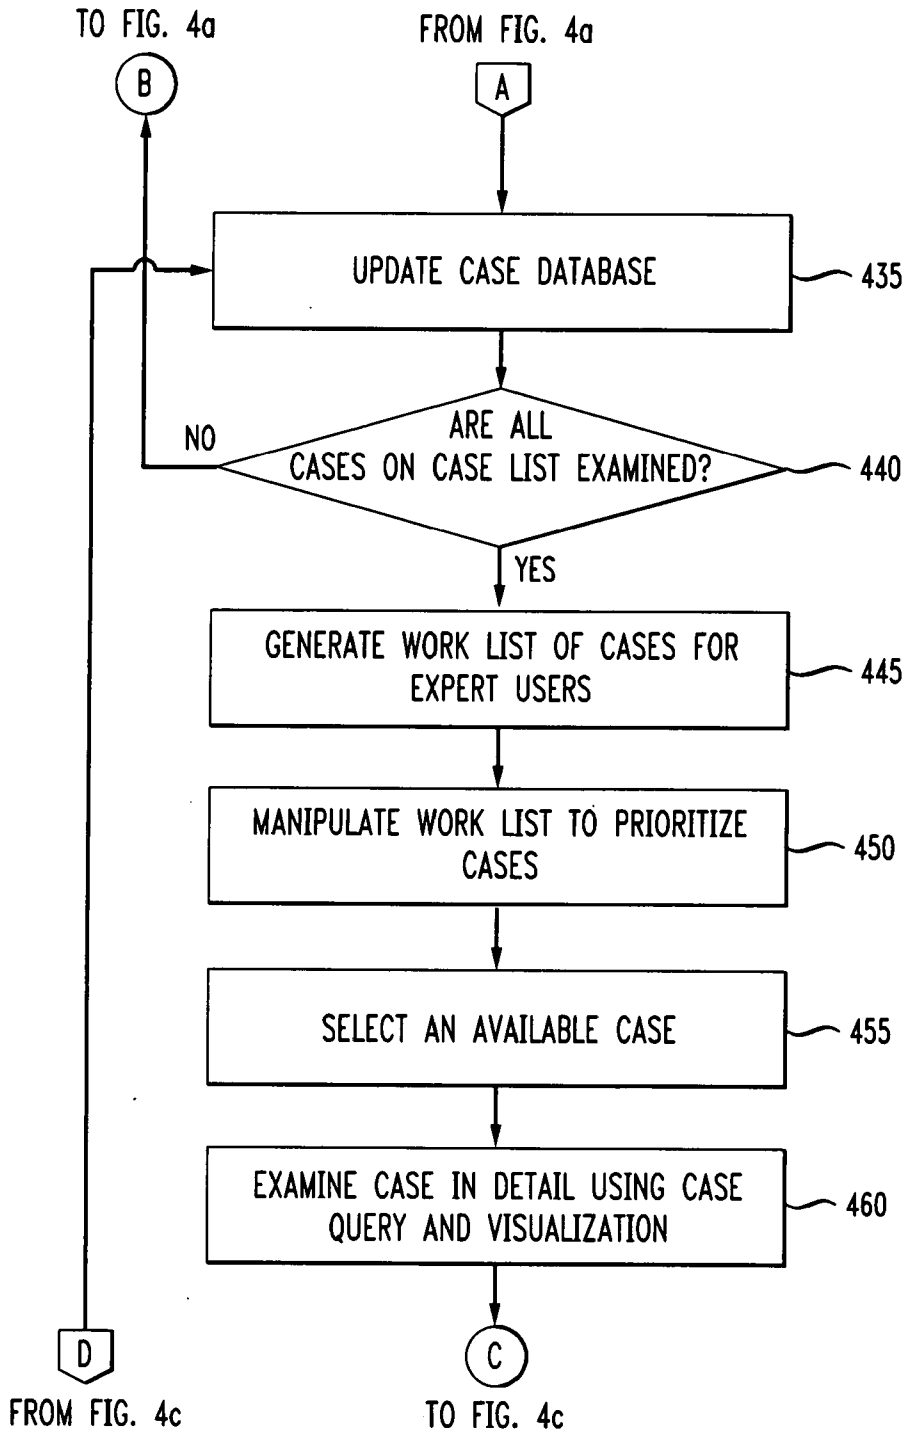 TO FIG. 4a
FROM FIG. 4a
B
A
UPDATE CASE DATABASE
435
ARE ALL
CASES ON CASE LIST EXAMINED?
440
NO
YES
GENERATE WORK LIST OF CASES FOR
EXPERT USERS
445
MANIPULATE WORK LIST TO PRIORITIZE
CASES
450
SELECT AN AVAILABLE CASE
455
EXAMINE CASE IN DETAIL USING CASE
QUERY AND VISUALIZATION
460
D
C
FROM FIG. 4c
TO FIG. 4c